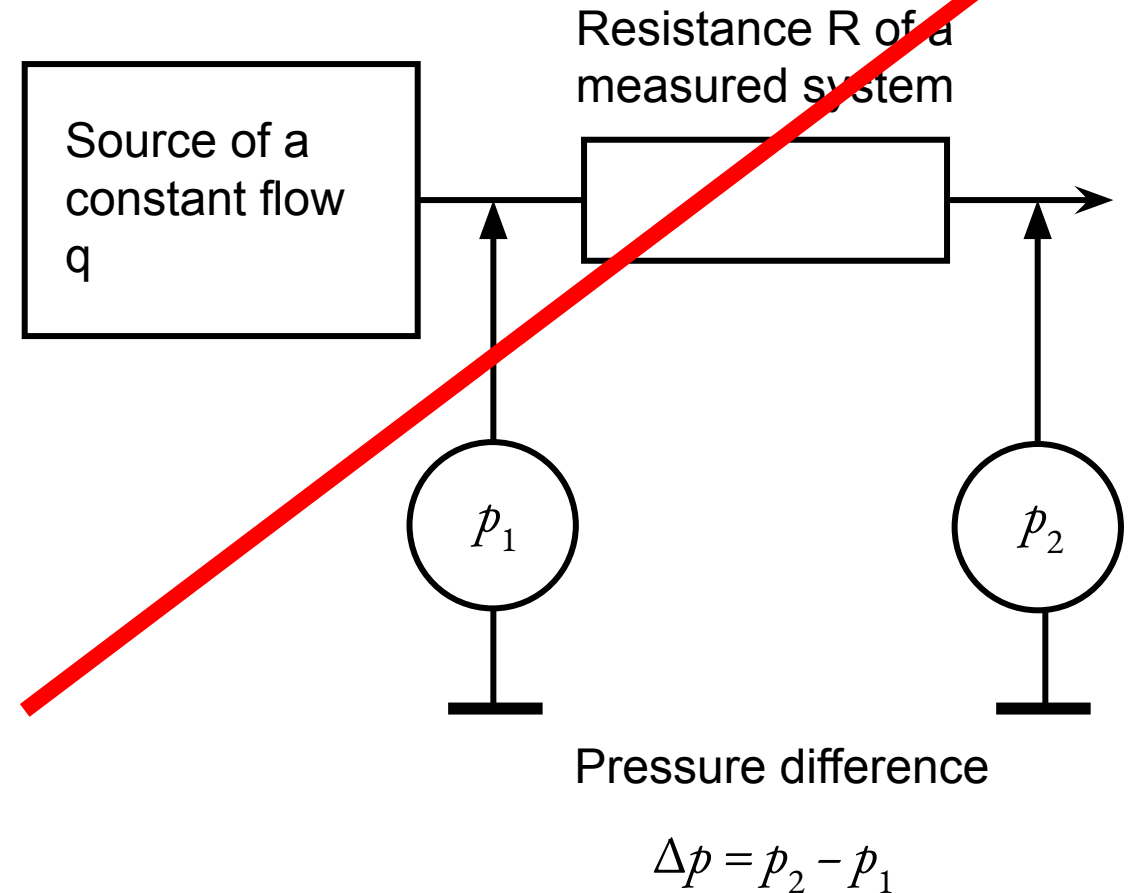 Resistance R of a
measured system
Source of a
constant flow
q
p₁
p₂
Pressure difference
Δp = p₂ – p₁